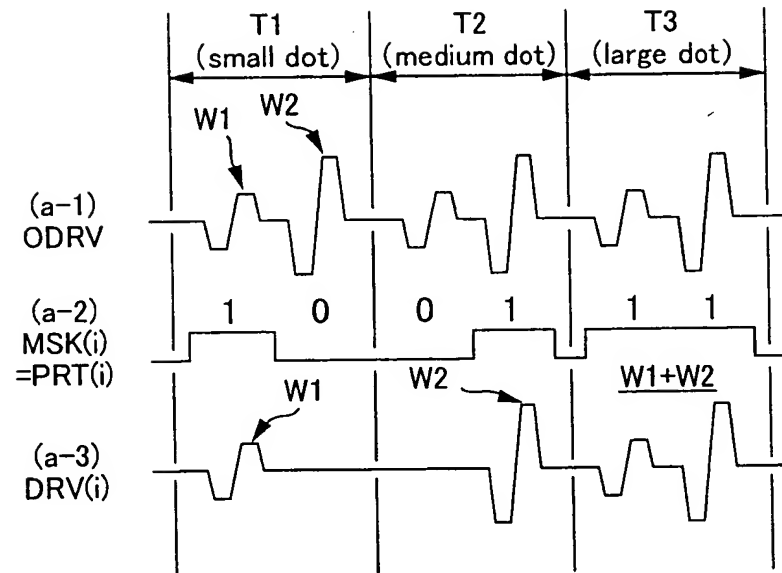 T1 T2 T3
(small dot) (medium dot) (large dot)
W1 W2
(a-1)
ODRV
(a-2) 1 0 0 1 1 1
MSK(i)
=PRT(i)
W1 W2 W1+W2
(a-3)
DRV(i)